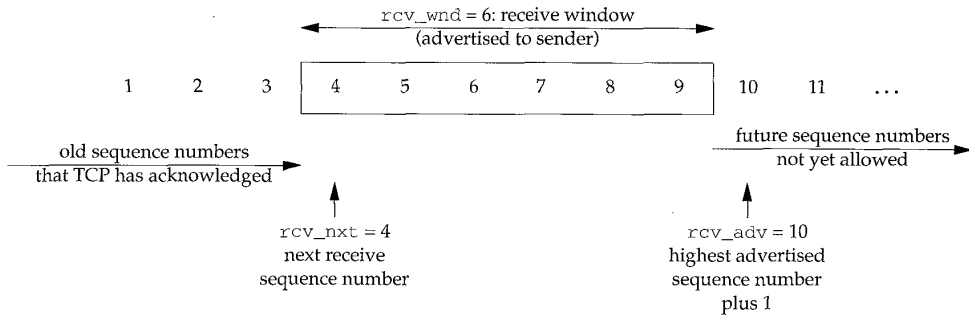 rcv_wnd = 6: receive window
(advertised to sender)
1 2 3 4 5 6 7 8 9 10 11 ...
old sequence numbers
that TCP has acknowledged
future sequence numbers
not yet allowed
rcv_nxt = 4
next receive
sequence number
rcv_adv = 10
highest advertised
sequence number
plus 1